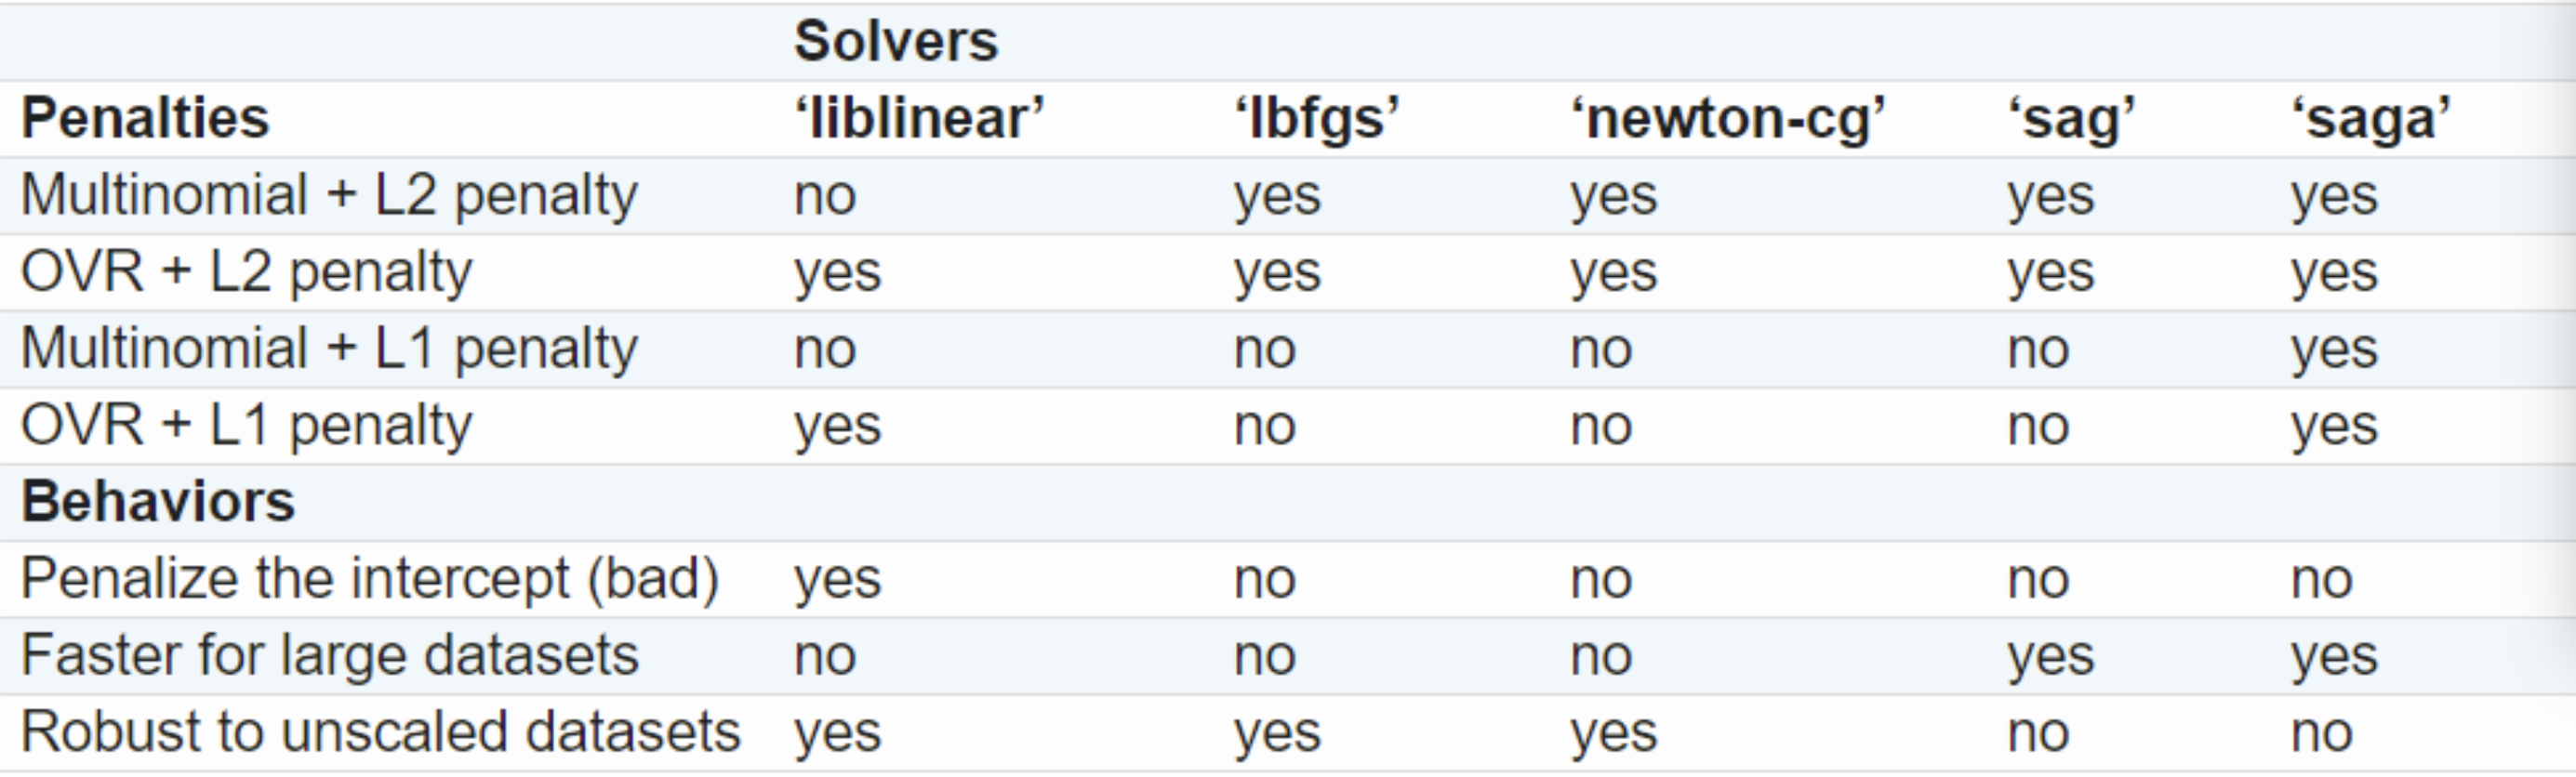 Solvers
Penalties ‘liblinear’ ‘lbfgs’ ‘newton-cg’ ‘sag’ ‘saga’
Multinomial + L2 penalty no yes yes yes yes
OVR + L2 penalty yes yes yes yes yes
Multinomial + L1 penalty no no no no yes
OVR + L1 penalty yes no no no yes
Behaviors
Penalize the intercept (bad) yes no no no no
Faster for large datasets no no no yes yes
Robust to unscaled datasets yes yes yes no no